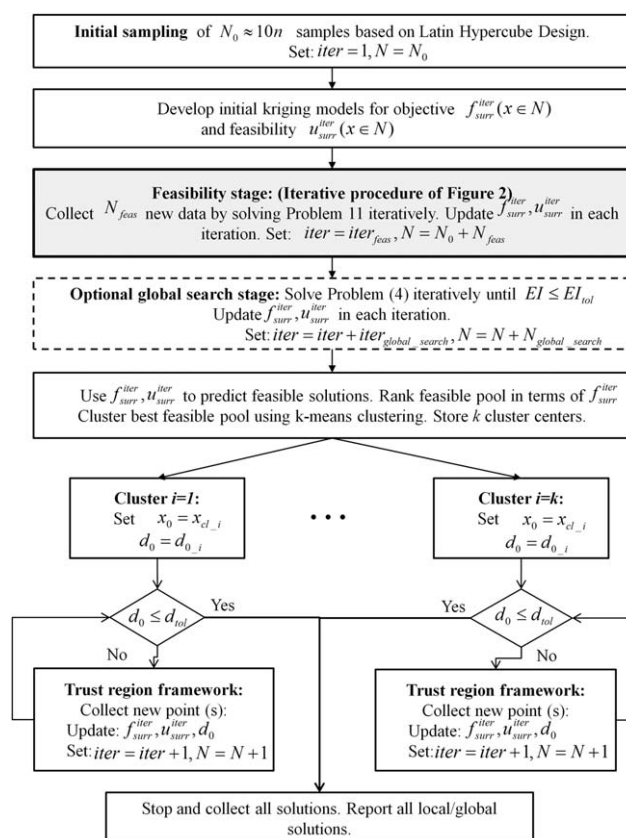 Initial sampling of N₀ ≈ 10n samples based on Latin Hypercube Design.
Set: iter = 1, N = N₀
Develop initial kriging models for objective f_surr^iter (x ∈ N)
and feasibility u_surr^iter (x ∈ N)
Feasibility stage: (Iterative procedure of Figure 2)
Collect N_feas new data by solving Problem 11 iteratively. Update f_surr^iter, u_surr^iter in each
iteration. Set: iter = iter_feas, N = N₀ + N_feas
Optional global search stage: Solve Problem (4) iteratively until EI ≤ EI_tol
Update f_surr^iter, u_surr^iter in each iteration.
Set: iter = iter + iter_global_search, N = N + N_global_search
Use f_surr^iter, u_surr^iter to predict feasible solutions. Rank feasible pool in terms of f_surr^iter
Cluster best feasible pool using k-means clustering. Store k cluster centers.
Cluster i=1:
Set x₀ = x_cl_i
d₀ = d_0_i
• • •
Cluster i=k:
Set x₀ = x_cl_i
d₀ = d_0_i
d₀ ≤ d_tol
Yes
No
Yes
d₀ ≤ d_tol
No
Trust region framework:
Collect new point (s):
Update: f_surr^iter, u_surr^iter, d₀
Set: iter = iter + 1, N = N + 1
Trust region framework:
Collect new point (s):
Update: f_surr^iter, u_surr^iter, d₀
Set: iter = iter + 1, N = N + 1
Stop and collect all solutions. Report all local/global
solutions.